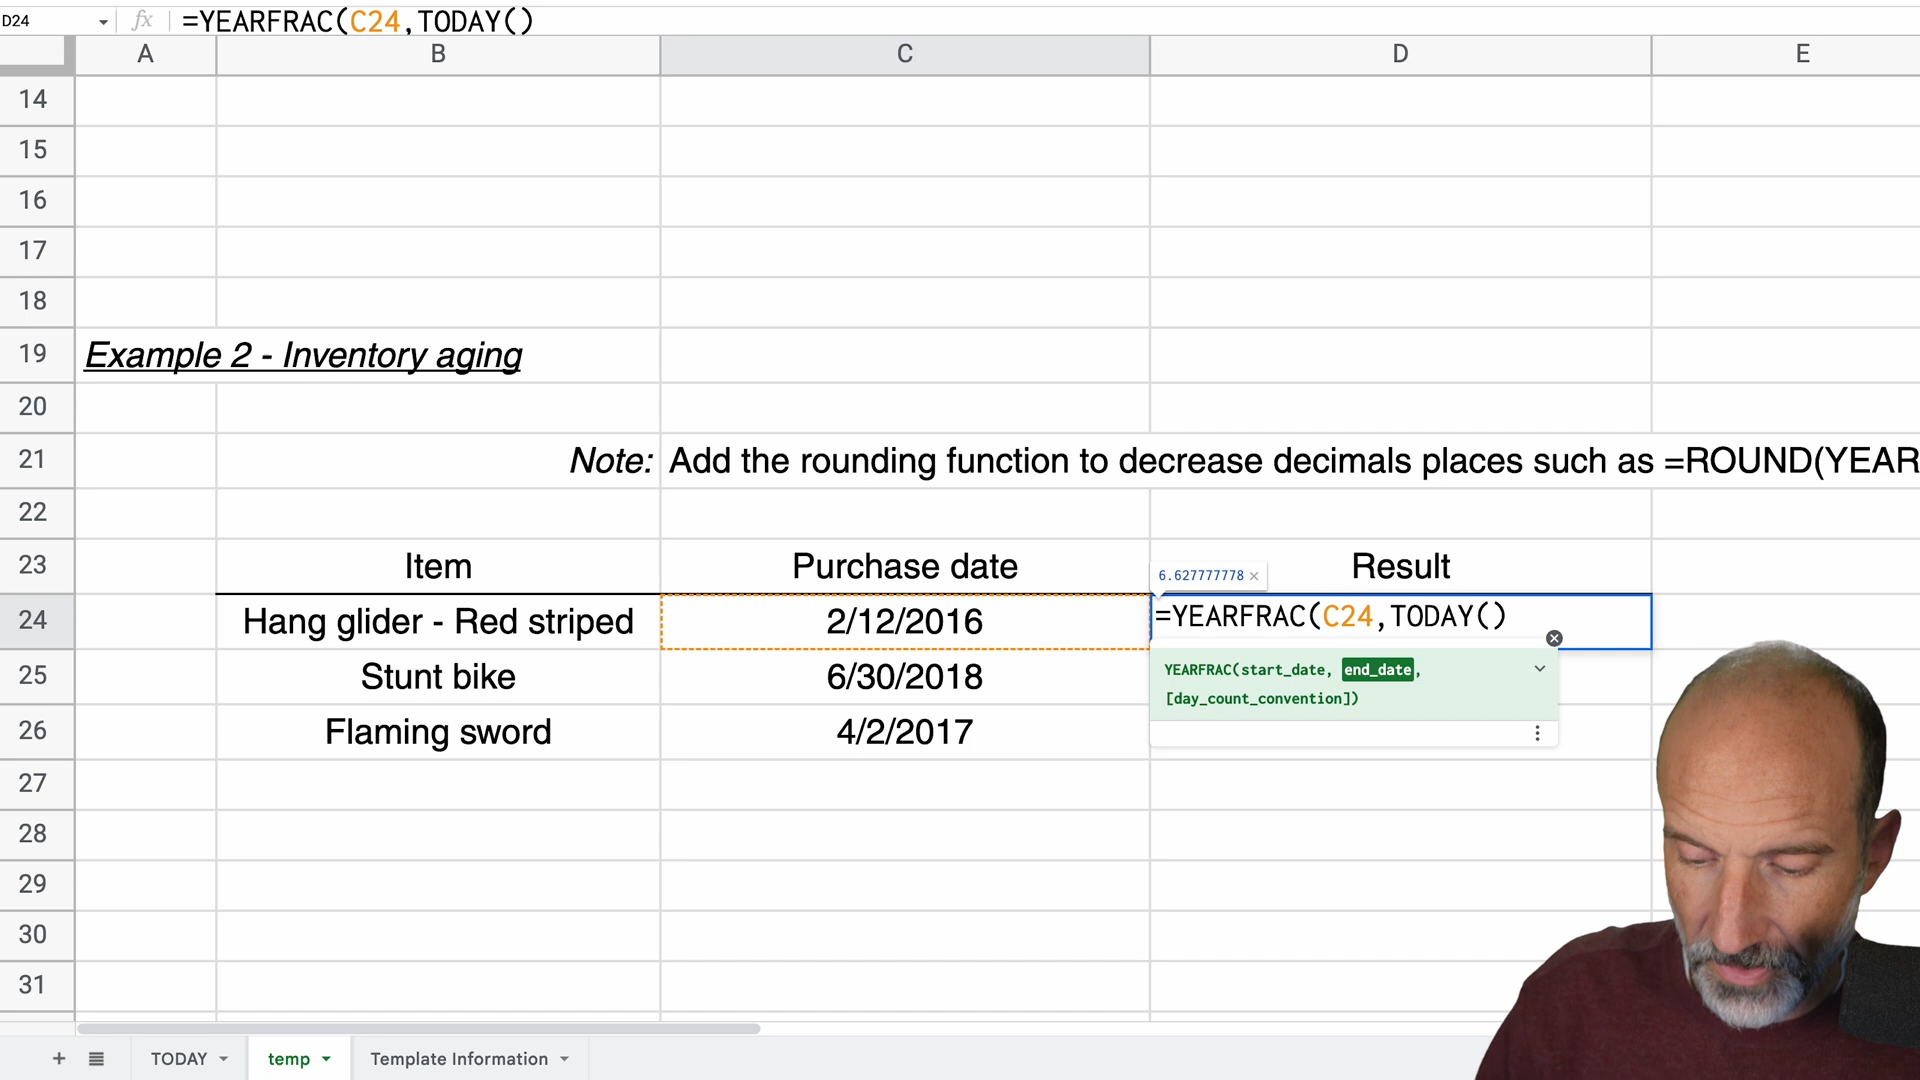 D24 fx =YEARFRAC(C24,TODAY()
A B C D E
14
15
16
17
18
19 Example 2 - Inventory aging
20
21 Note: Add the rounding function to decrease decimals places such as =ROUND(YEAR
22
23 Item Purchase date Result
6.627777778 ×
24 Hang glider - Red striped 2/12/2016 =YEARFRAC(C24,TODAY()
25 Stunt bike 6/30/2018
YEARFRAC(start_date, end_date,
[day_count_convention])
26 Flaming sword 4/2/2017
27
28
29
30
31
+ TODAY temp Template Information